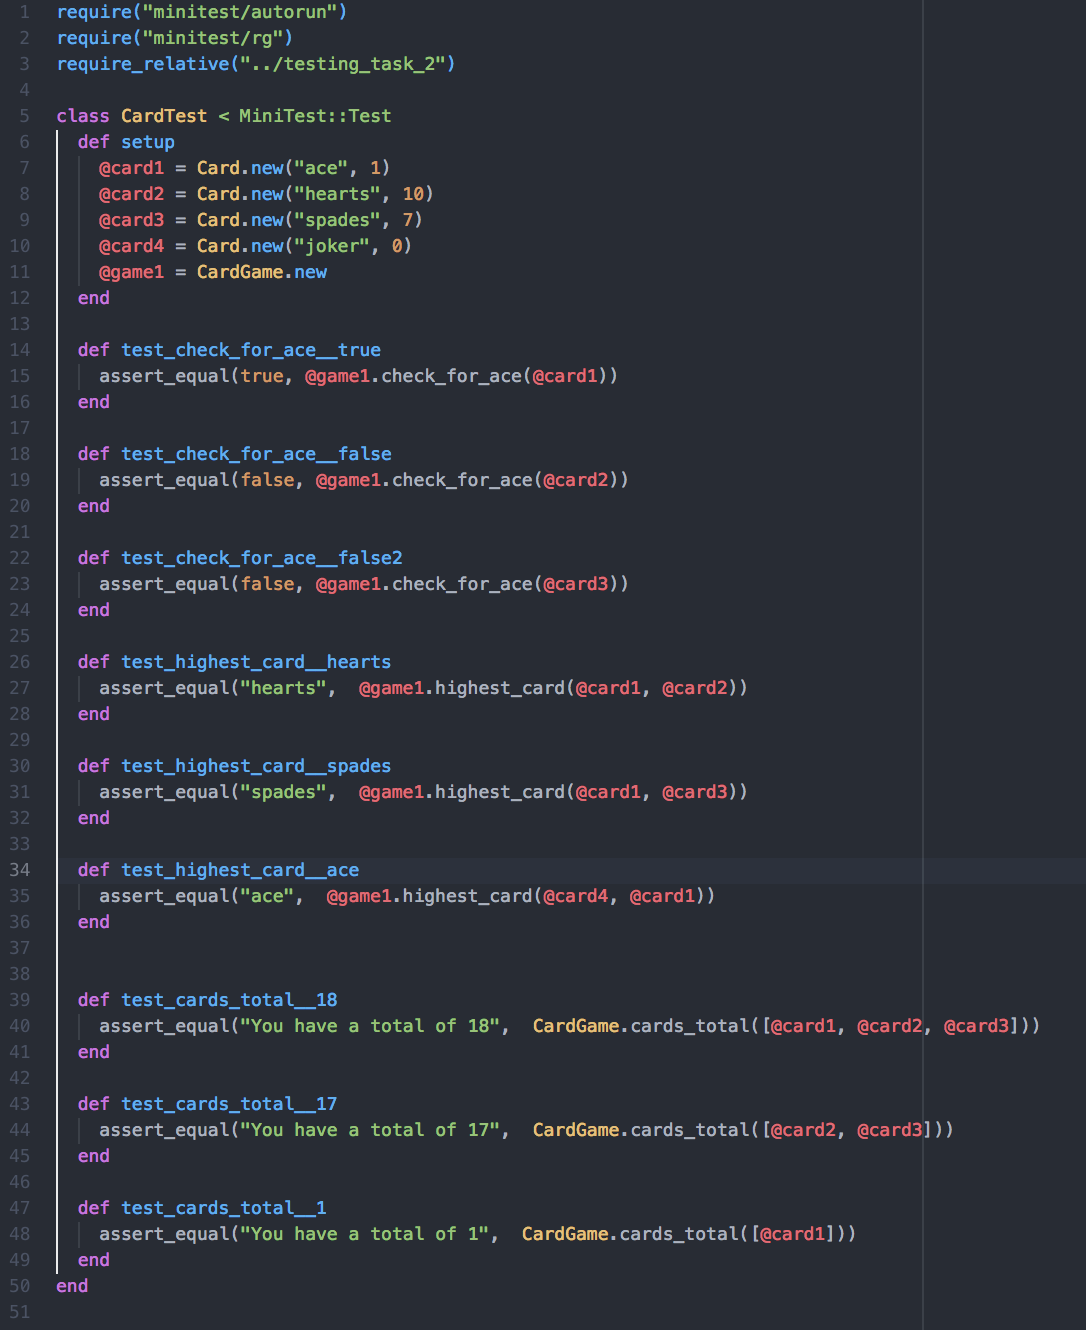 1 require("minitest/autorun")
2 require("minitest/rg")
3 require_relative("../testing_task_2")
4
5 class CardTest < MiniTest::Test
6   def setup
7     @card1 = Card.new("ace", 1)
8     @card2 = Card.new("hearts", 10)
9     @card3 = Card.new("spades", 7)
10     @card4 = Card.new("joker", 0)
11     @game1 = CardGame.new
12   end
13
14   def test_check_for_ace__true
15     assert_equal(true, @game1.check_for_ace(@card1))
16   end
17
18   def test_check_for_ace__false
19     assert_equal(false, @game1.check_for_ace(@card2))
20   end
21
22   def test_check_for_ace__false2
23     assert_equal(false, @game1.check_for_ace(@card3))
24   end
25
26   def test_highest_card__hearts
27     assert_equal("hearts",  @game1.highest_card(@card1, @card2))
28   end
29
30   def test_highest_card__spades
31     assert_equal("spades",  @game1.highest_card(@card1, @card3))
32   end
33
34   def test_highest_card__ace
35     assert_equal("ace",  @game1.highest_card(@card4, @card1))
36   end
37
38
39   def test_cards_total__18
40     assert_equal("You have a total of 18",  CardGame.cards_total([@card1, @card2, @card3]))
41   end
42
43   def test_cards_total__17
44     assert_equal("You have a total of 17",  CardGame.cards_total([@card2, @card3]))
45   end
46
47   def test_cards_total__1
48     assert_equal("You have a total of 1",  CardGame.cards_total([@card1]))
49   end
50 end
51